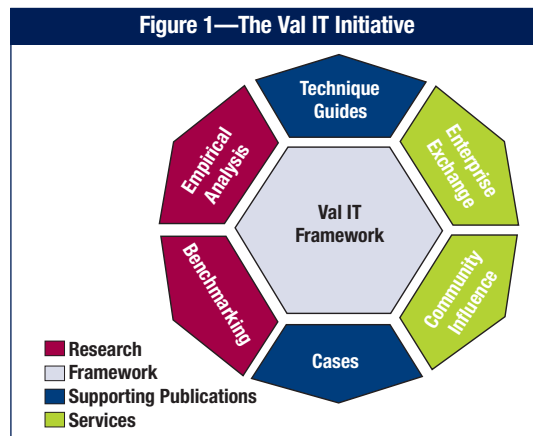 Figure 1—The Val IT Initiative
Technique
Guides
Empirical
Analysis
Enterprise
Exchange
Val IT
Framework
Benchmarking
Community
Influence
Cases
Research
Framework
Supporting Publications
Services